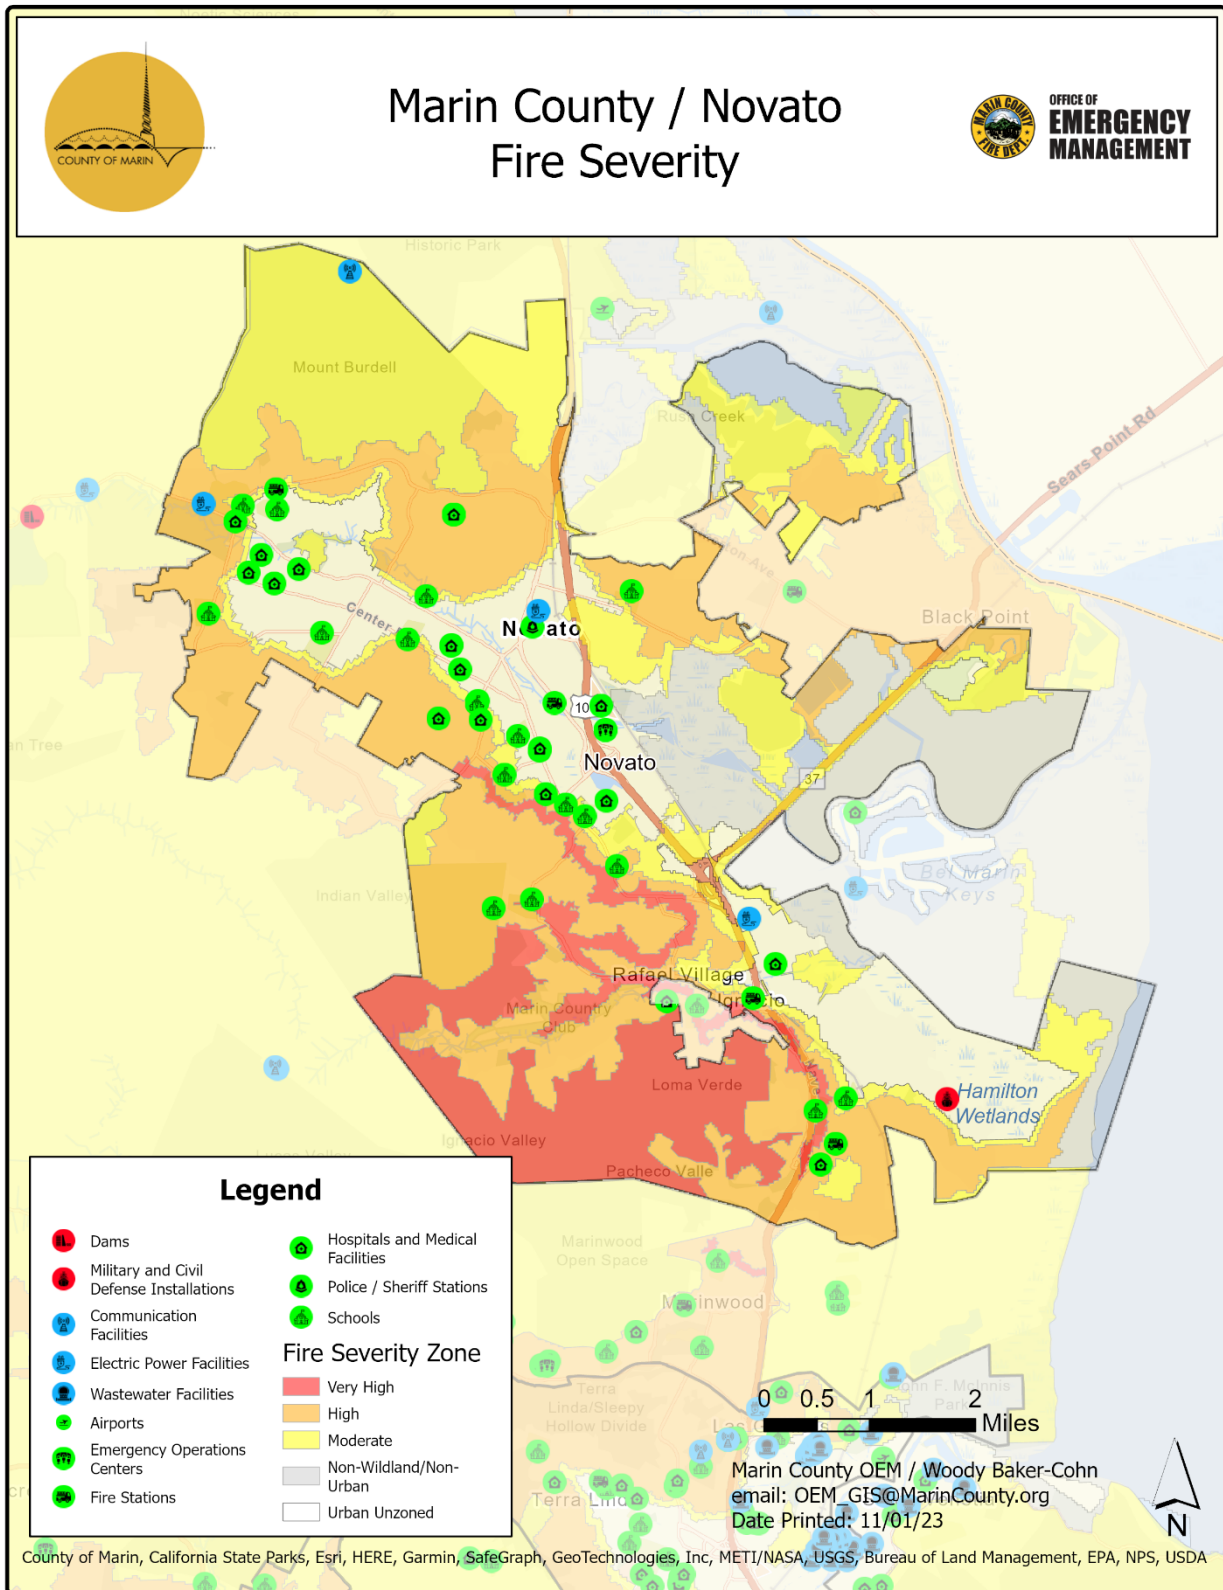 Marin County / Novato
Fire Severity
COUNTY OF MARIN
MARIN COUNTY
FIRE DEPT.
OFFICE OF
EMERGENCY
MANAGEMENT
Historic Park
Mount Burdell
Rush Creek
Sears Point Rd
Black Point
Center
Novato
10
Novato
37
Indian Valley
Bel Marin
Keys
Rafael Village
Ignacio
Marin Country
Club
Loma Verde
Hamilton
Wetlands
Ignacio Valley
Pacheco Valle
Marinwood
Open Space
Marinwood
Terra
Linda/Sleepy
Hollow Divide
John F. McInnis
Park
Legend
Dams
Military and Civil
Defense Installations
Communication
Facilities
Electric Power Facilities
Wastewater Facilities
Airports
Emergency Operations
Centers
Fire Stations
Hospitals and Medical
Facilities
Police / Sheriff Stations
Schools
Fire Severity Zone
Very High
High
Moderate
Non-Wildland/Non-
Urban
Urban Unzoned
0 0.5 1 2
Miles
Marin County OEM / Woody Baker-Cohn
email: OEM_GIS@MarinCounty.org
Date Printed: 11/01/23
N
County of Marin, California State Parks, Esri, HERE, Garmin, SafeGraph, GeoTechnologies, Inc, METI/NASA, USGS, Bureau of Land Management, EPA, NPS, USDA